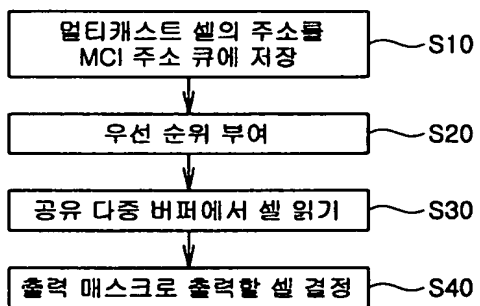 멀티캐스트 셀의 주소를
MCI 주소 큐에 저장
S10
우선 순위 부여
S20
공유 다중 버퍼에서 셀 읽기
S30
출력 매스크로 출력할 셀 결정
S40